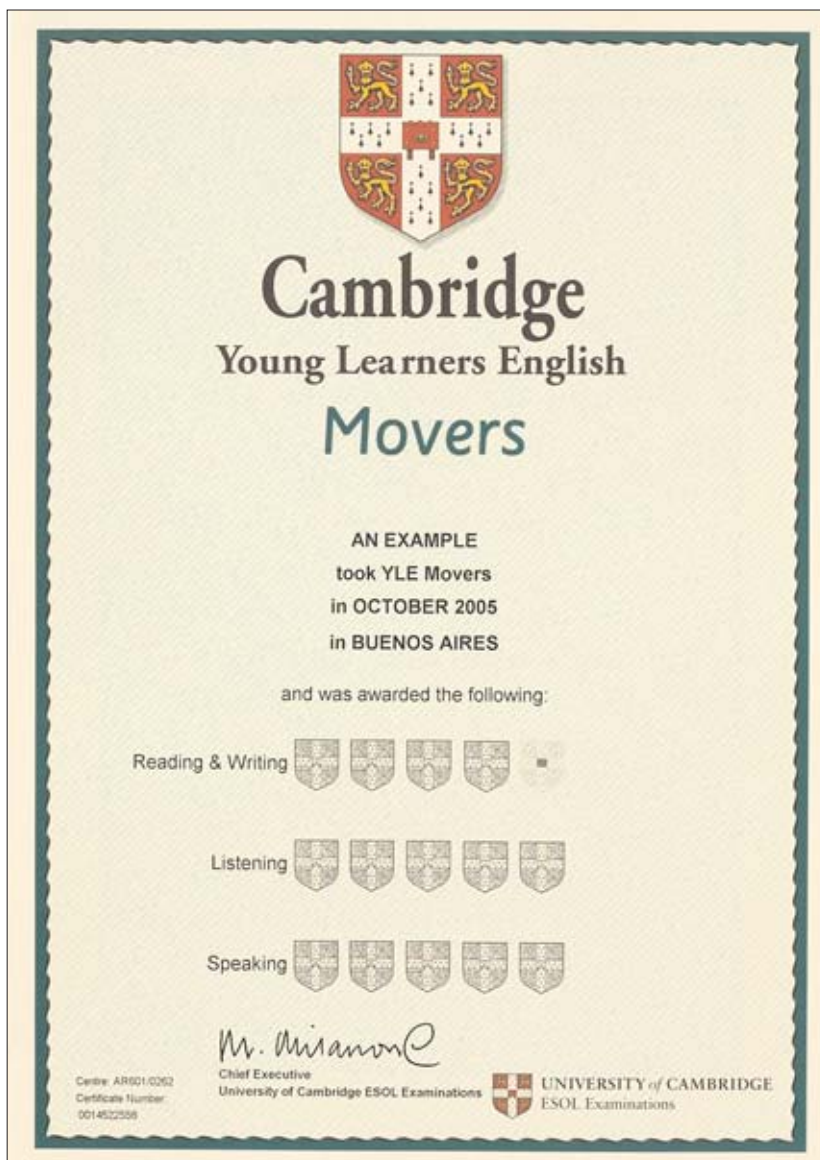 Cambridge
Young Learners English
Movers
AN EXAMPLE
took YLE Movers
in OCTOBER 2005
in BUENOS AIRES
and was awarded the following:
Reading & Writing
Listening
Speaking
Chief Executive
University of Cambridge ESOL Examinations
Centre: AR601/0262
Certificate Number:
0014522556
UNIVERSITY of CAMBRIDGE
ESOL Examinations